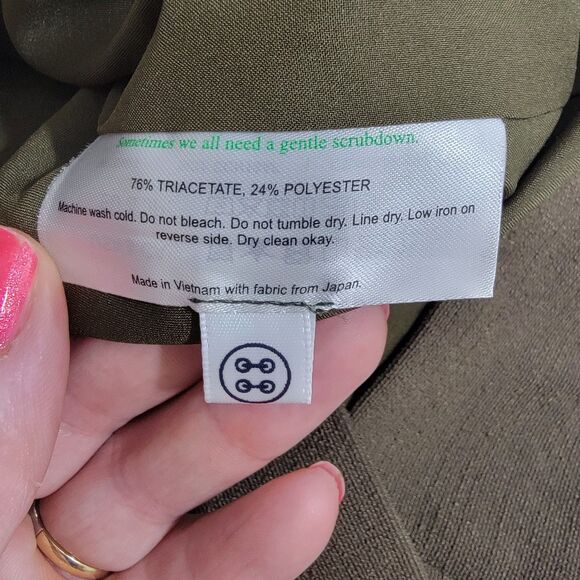 Sometimes we all need a gentle scrubdown.
76% TRIACETATE, 24% POLYESTER
Machine wash cold. Do not bleach. Do not tumble dry. Line dry. Low iron on
reverse side. Dry clean okay.
Made in Vietnam with fabric from Japan.